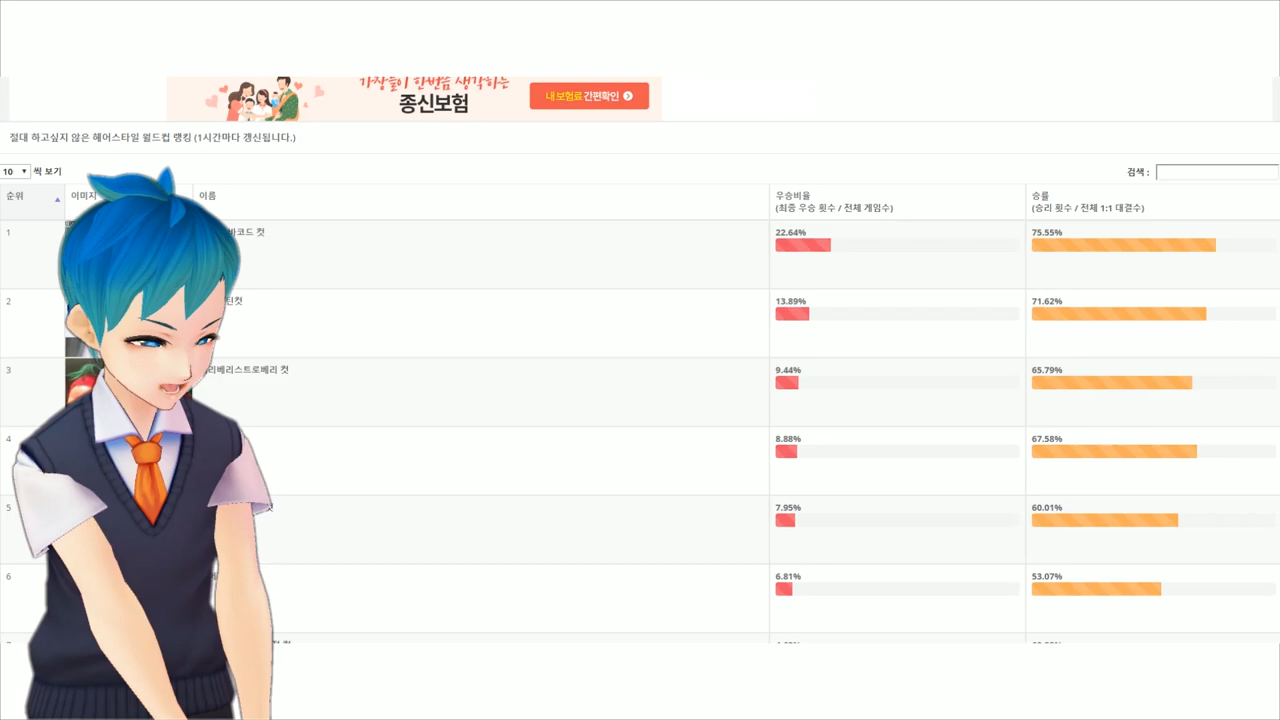 가장들이 한번쯤 생각하는
종신보험
내 보험료 간편확인
절대 하고싶지 않은 헤어스타일 월드컵 랭킹 (1시간마다 갱신됩니다.)
10 씩 보기
검색 :
순위 이미지 이름 우승비율 승률
(최종 우승 횟수 / 전체 게임수) (승리 횟수 / 전체 1:1 대결수)
1 바코드 컷 22.64% 75.55%
2 틴컷 13.89% 71.62%
3 리베리스트로베리 컷 9.44% 65.79%
4 8.88% 67.58%
5 7.95% 60.01%
6 6.81% 53.07%